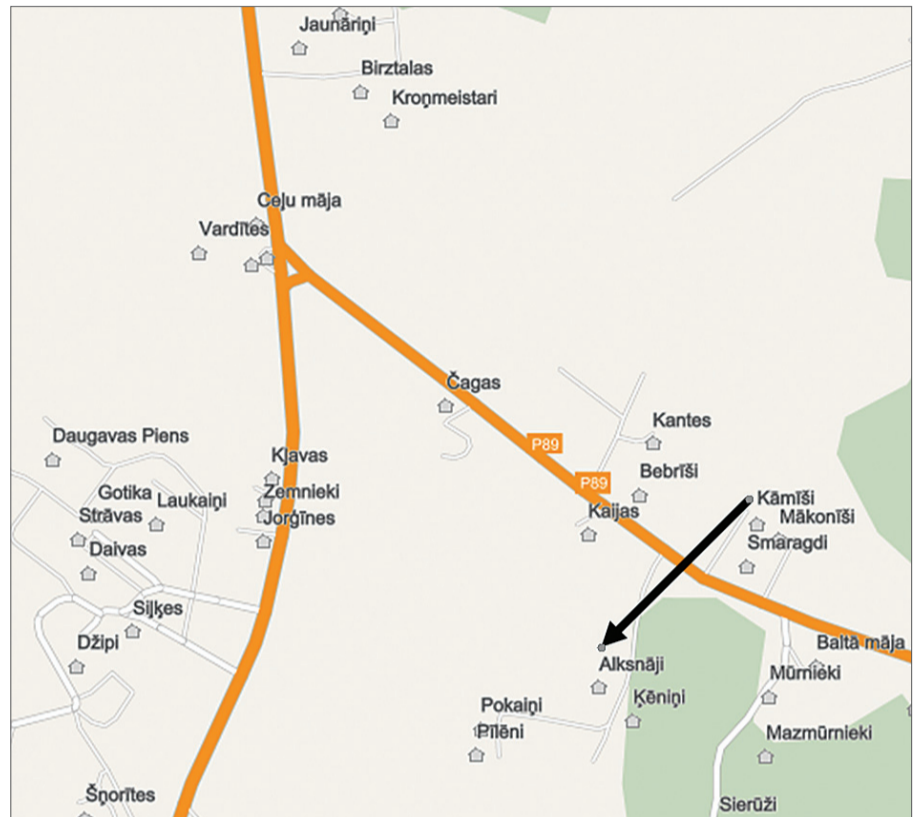 Jaunāriņi
Birztalas
Kroņmeistari
Ceļu māja
Vardītes
Čagas
Kantes
Daugavas Piens
P89
Kļavas
Bebrīši
P89
Gotika
Laukaiņi
Zemnieki
Kāmīši
Strāvas
Jorģīnes
Kaijas
Mākonīši
Daivas
Smaragdi
Siļķes
Džipi
Baltā māja
Alksnāji
Mūrnieki
Ķēniņi
Pokaiņi
Pīlēni
Mazmūrnieki
Šņorītes
Sierūži